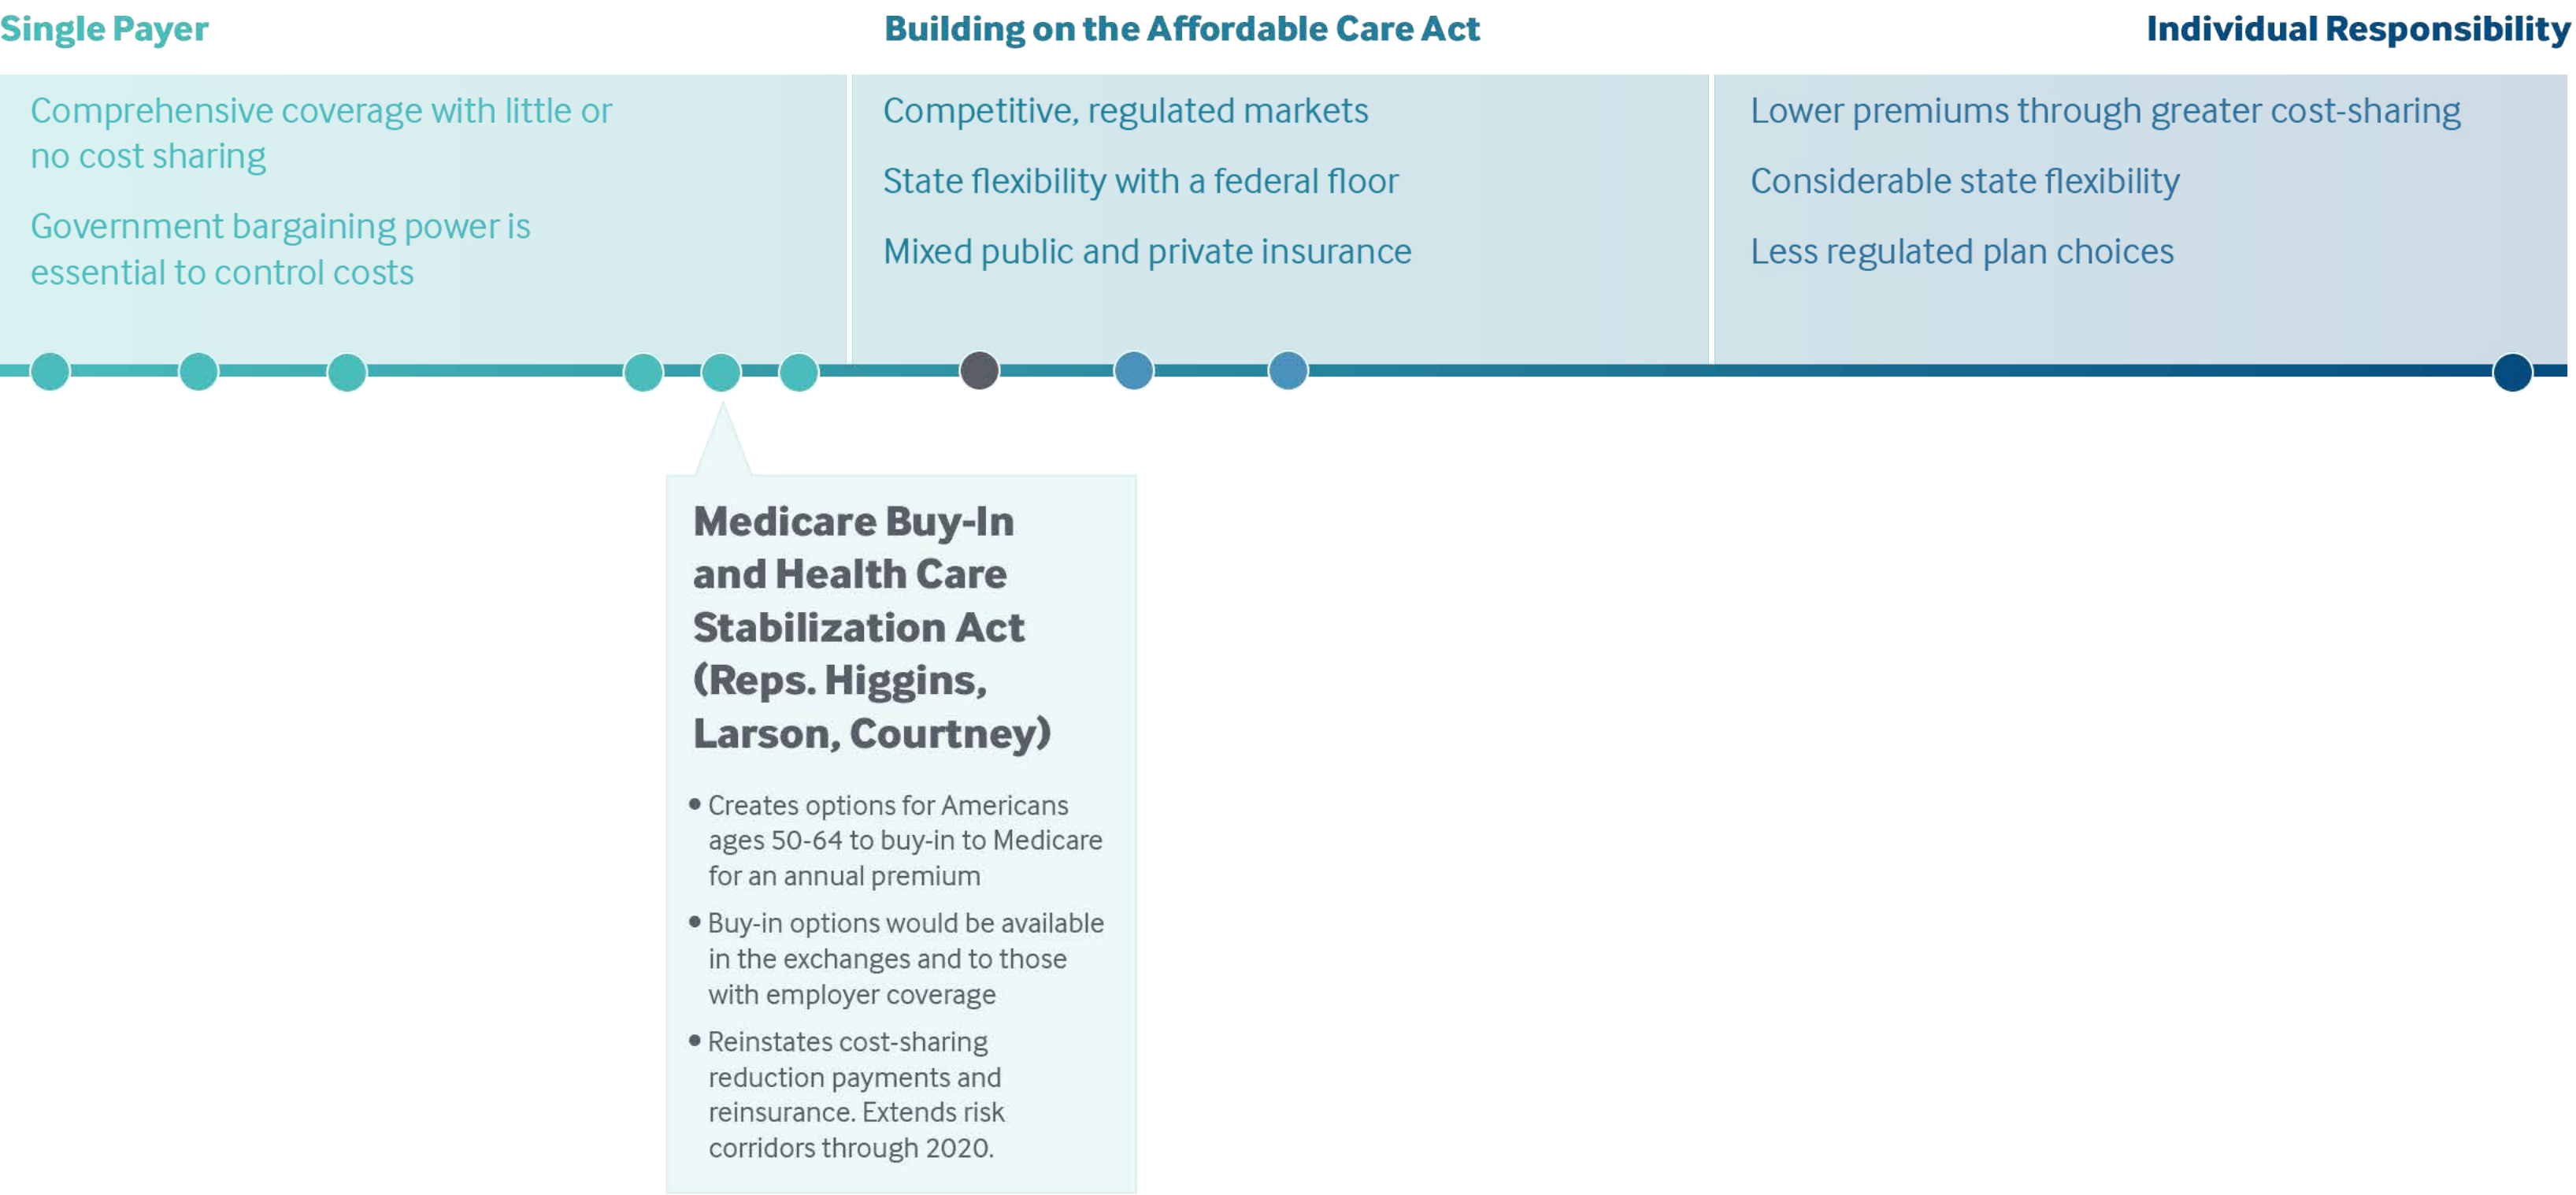 Single Payer
Building on the Affordable Care Act
Individual Responsibility
Comprehensive coverage with little or
no cost sharing
Government bargaining power is
essential to control costs
Competitive, regulated markets
State flexibility with a federal floor
Mixed public and private insurance
Lower premiums through greater cost-sharing
Considerable state flexibility
Less regulated plan choices
Medicare Buy-In
and Health Care
Stabilization Act
(Reps. Higgins,
Larson, Courtney)
• Creates options for Americans
ages 50-64 to buy-in to Medicare
for an annual premium
• Buy-in options would be available
in the exchanges and to those
with employer coverage
• Reinstates cost-sharing
reduction payments and
reinsurance. Extends risk
corridors through 2020.